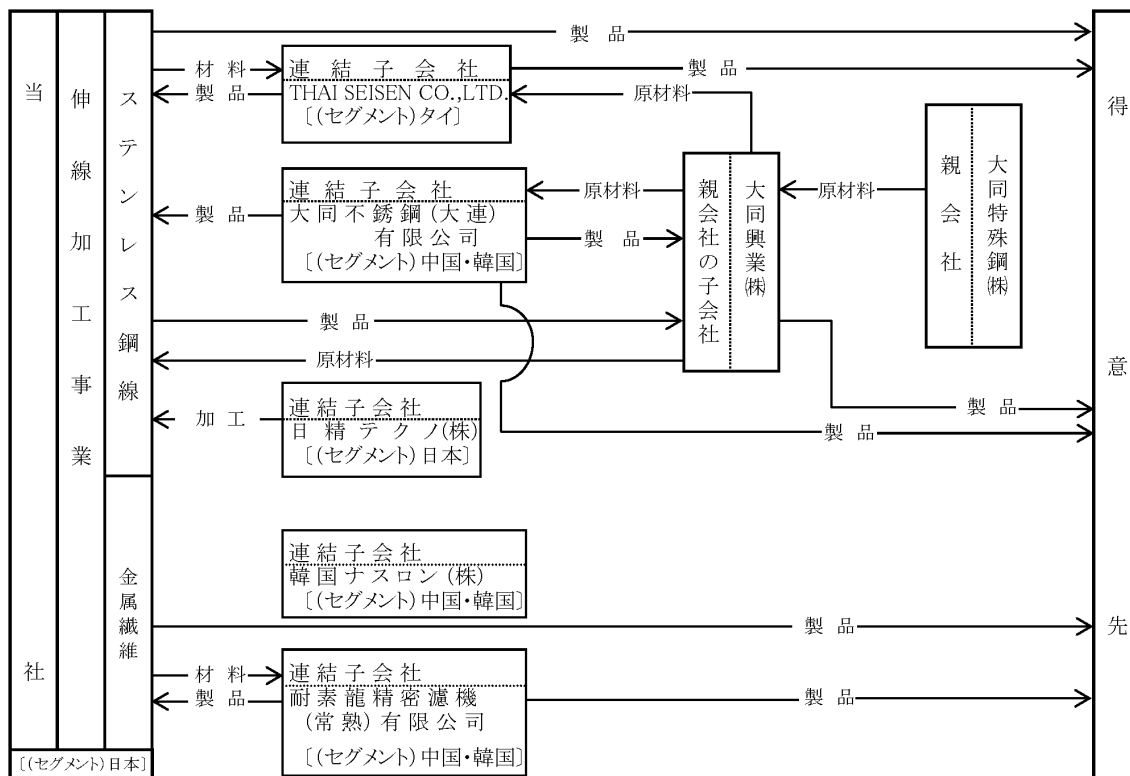 当社
伸線加工事業
ステンレス鋼線
金属繊維
[(セグメント)日本]
製品
材料
製品
連結子会社
THAI SEISEN CO.,LTD.
[(セグメント)タイ]
製品
原材料
製品
連結子会社
大同不銹鋼(大連)
有限公司
[(セグメント)中国・韓国]
原材料
製品
親会社の子会社
大同興業㈱
原材料
親会社
大同特殊鋼㈱
製品
原材料
加工
連結子会社
日精テクノ(株)
[(セグメント)日本]
製品
製品
連結子会社
韓国ナスロン(株)
[(セグメント)中国・韓国]
製品
材料
製品
連結子会社
耐素龍精密濾機
(常熟)有限公司
[(セグメント)中国・韓国]
製品
得意先